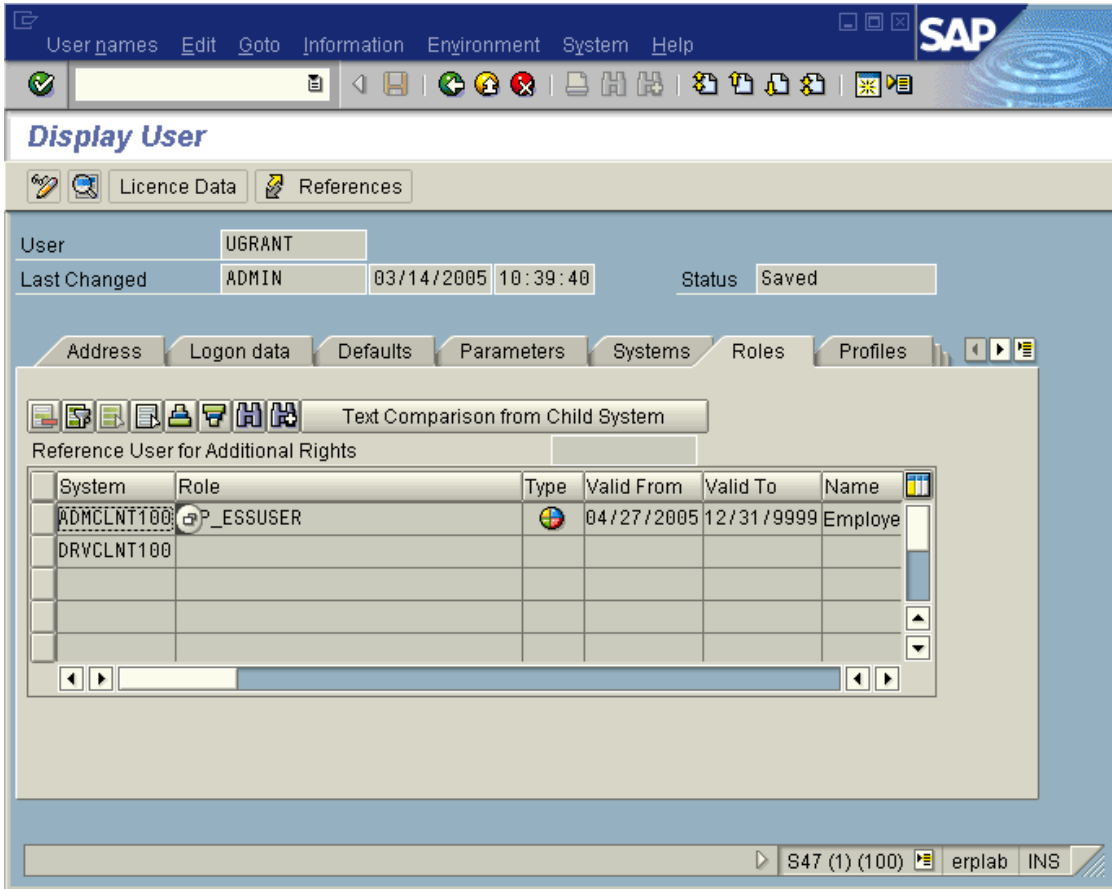 User names Edit Goto Information Environment System Help
SAP
Display User
Licence Data References
User UGRANT
Last Changed ADMIN 03/14/2005 10:39:40 Status Saved
Address Logon data Defaults Parameters Systems Roles Profiles
Text Comparison from Child System
Reference User for Additional Rights
System Role Type Valid From Valid To Name
ADMCLNT100 P_ESSUSER 04/27/2005 12/31/9999 Employe
DRVCLNT100
S47 (1) (100) erplab INS